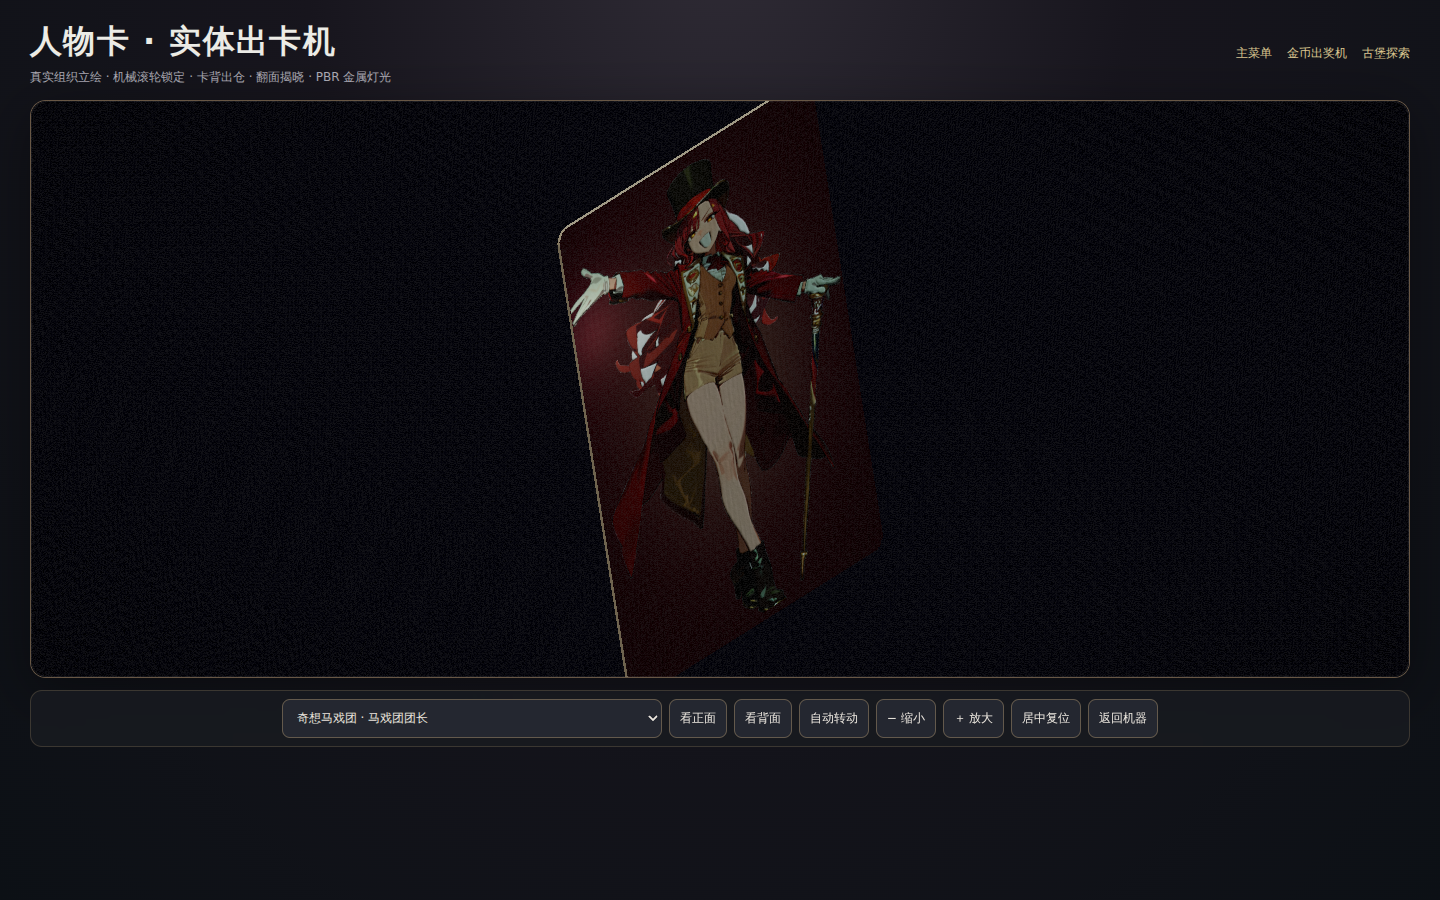 人物卡 · 实体出卡机
真实组织立绘 · 机械滚轮锁定 · 卡背出仓 · 翻面揭晓 · PBR 金属灯光
主菜单 金币出奖机 古堡探索
奇想马戏团 · 马戏团团长 看正面 看背面 自动转动 − 缩小 + 放大 居中复位 返回机器